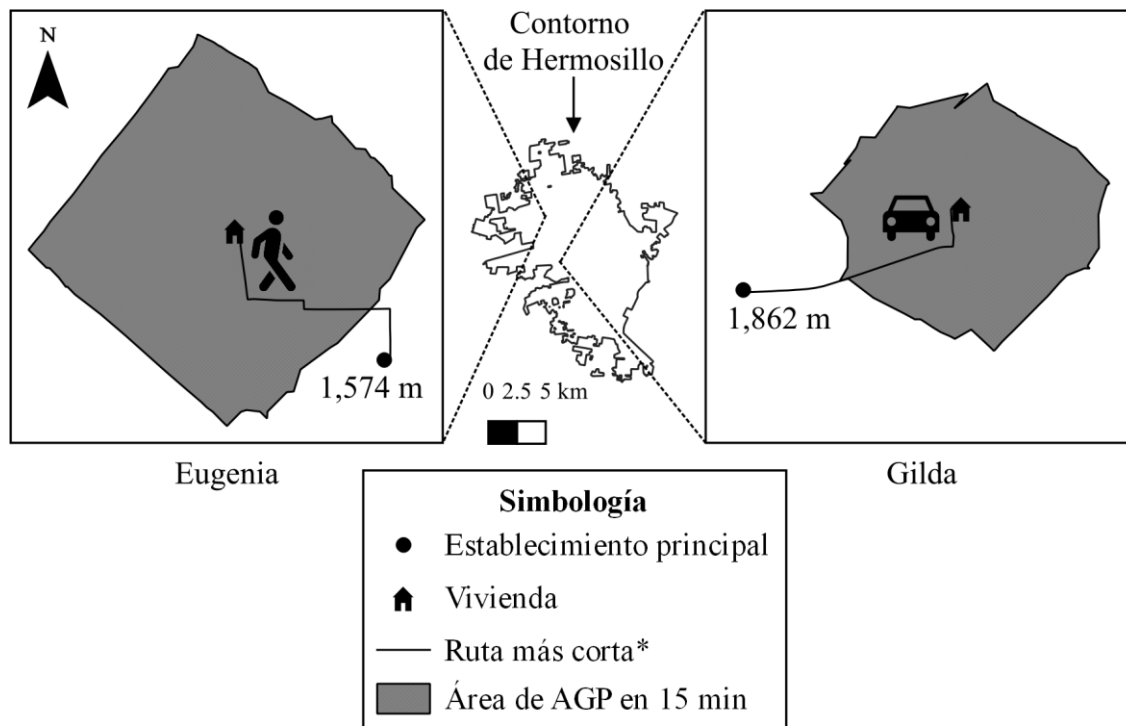 N
Contorno
de Hermosillo
1,574 m
0 2.5 5 km
1,862 m
Eugenia
Gilda
Simbología
Establecimiento principal
Vivienda
Ruta más corta*
Área de AGP en 15 min